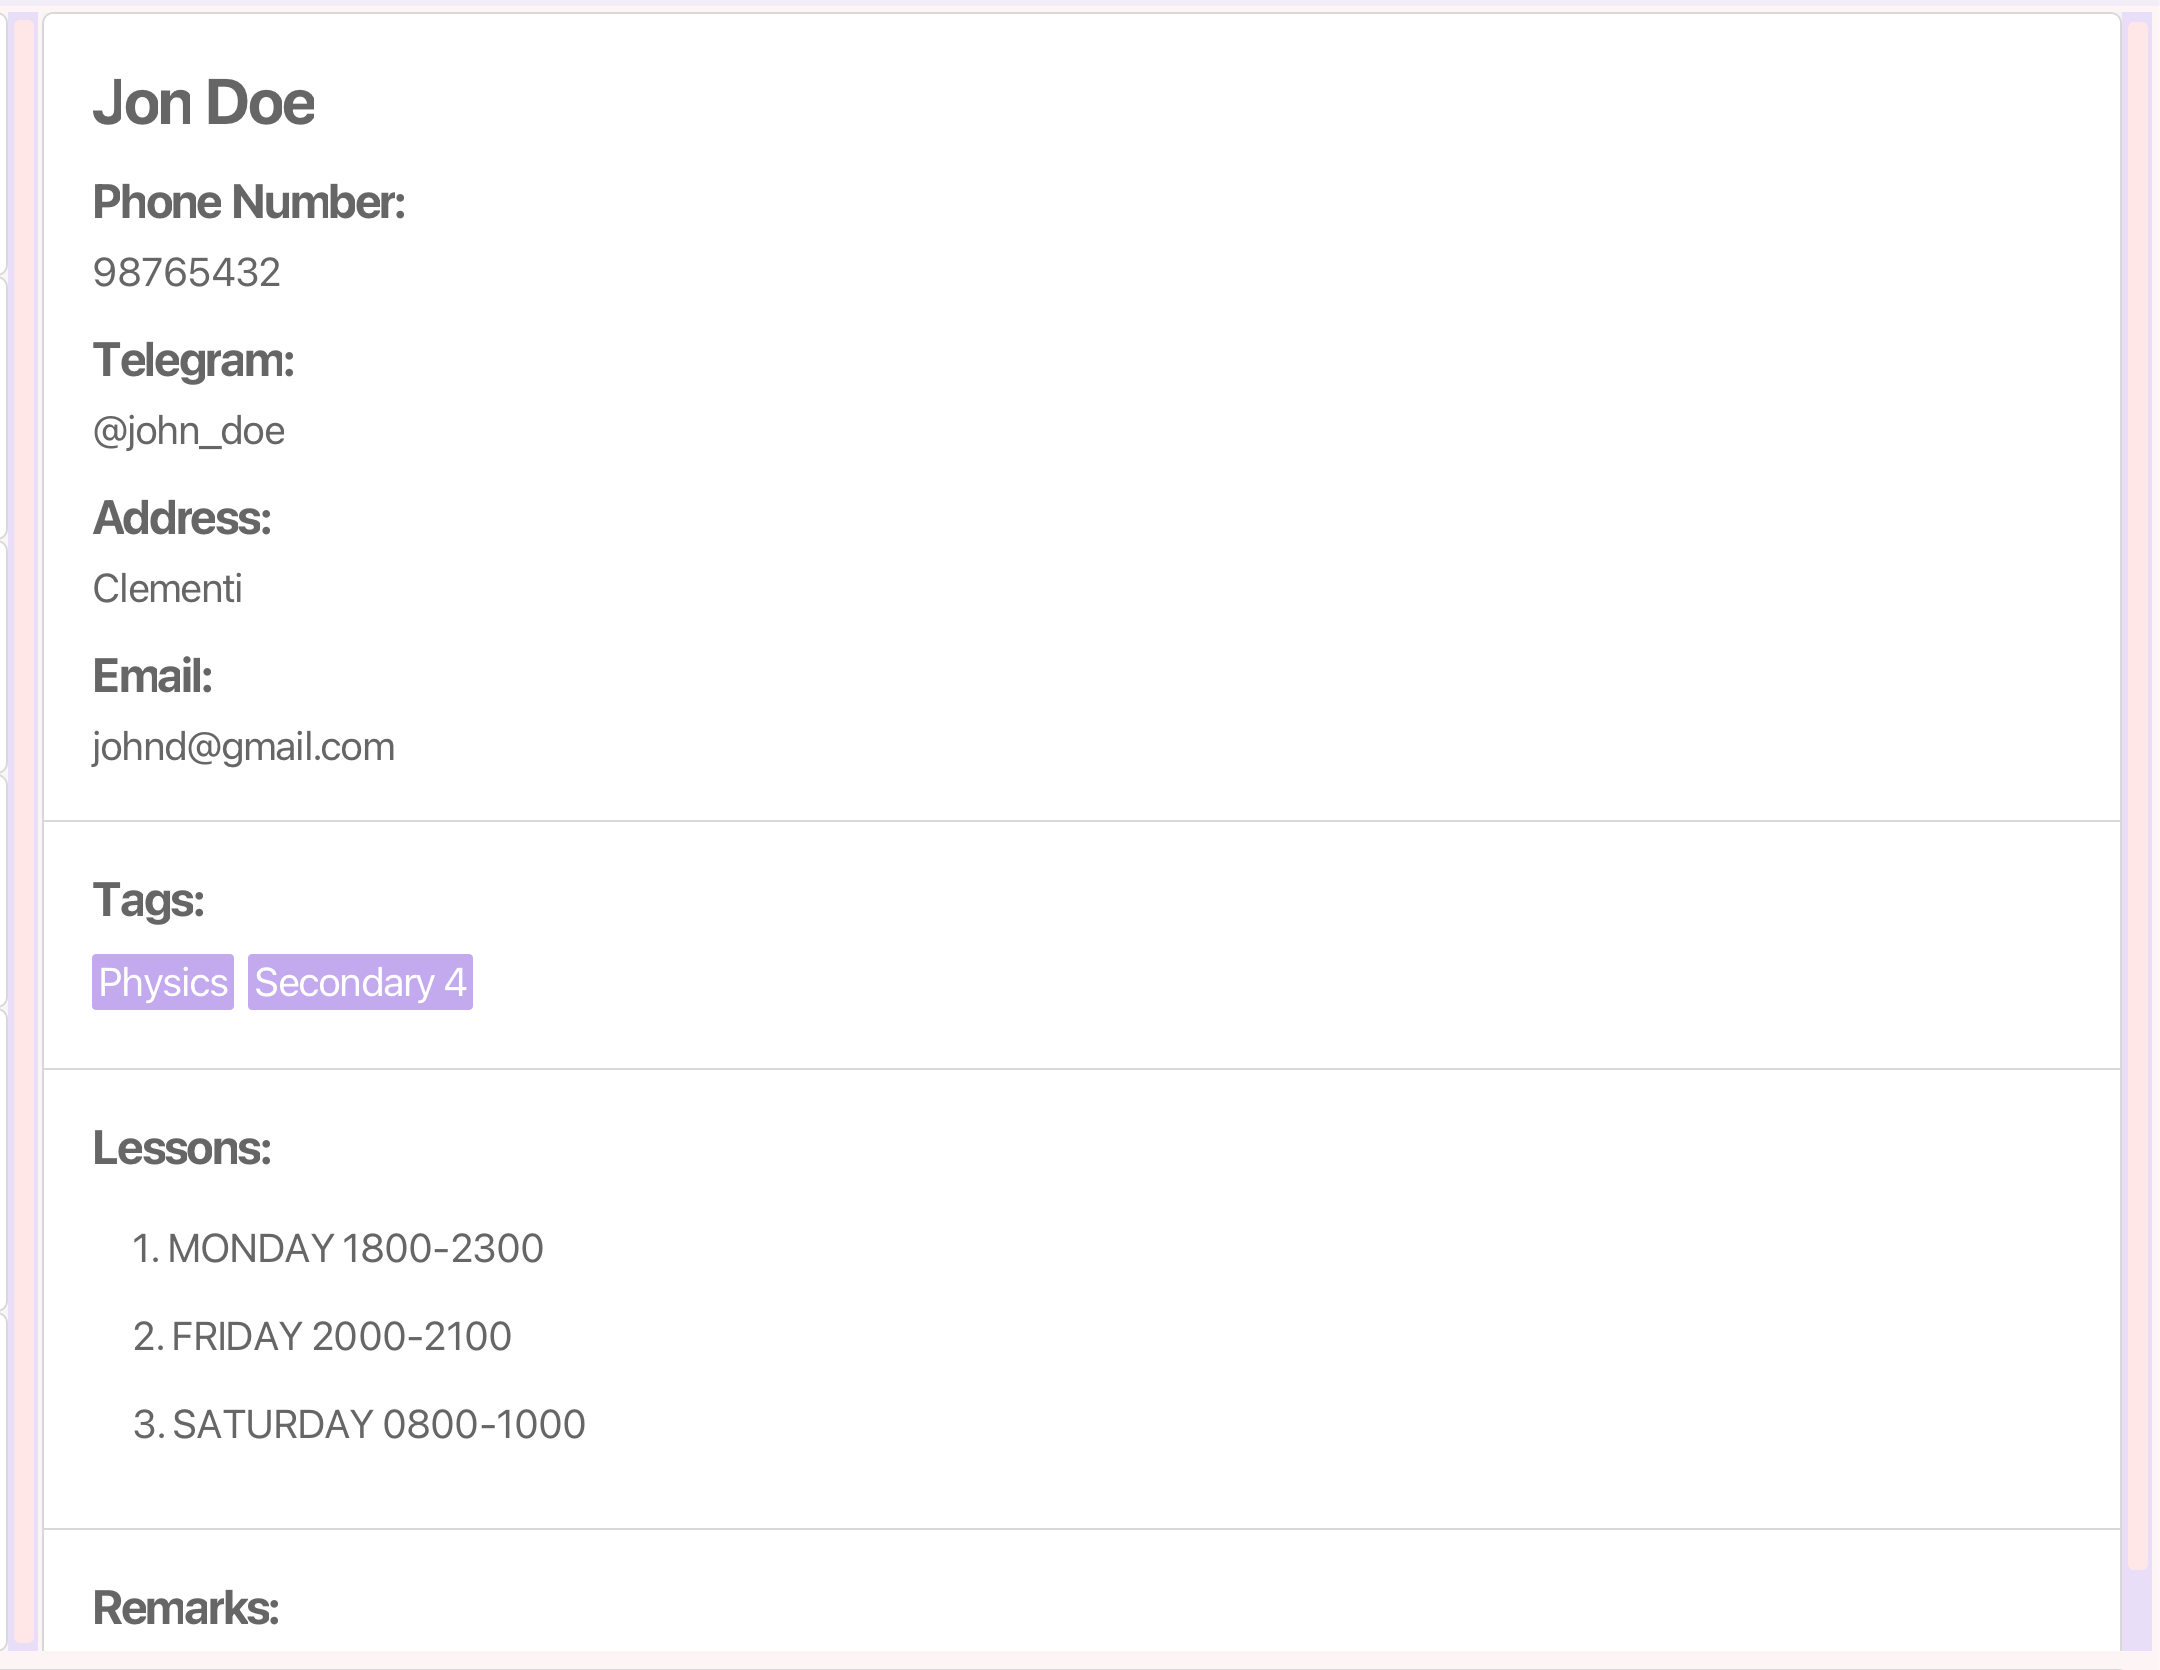 Jon Doe
Phone Number:
98765432
Telegram:
@john_doe
Address:
Clementi
Email:
johnd@gmail.com
Tags:
Physics Secondary 4
Lessons:
1. MONDAY 1800-2300
2. FRIDAY 2000-2100
3. SATURDAY 0800-1000
Remarks: